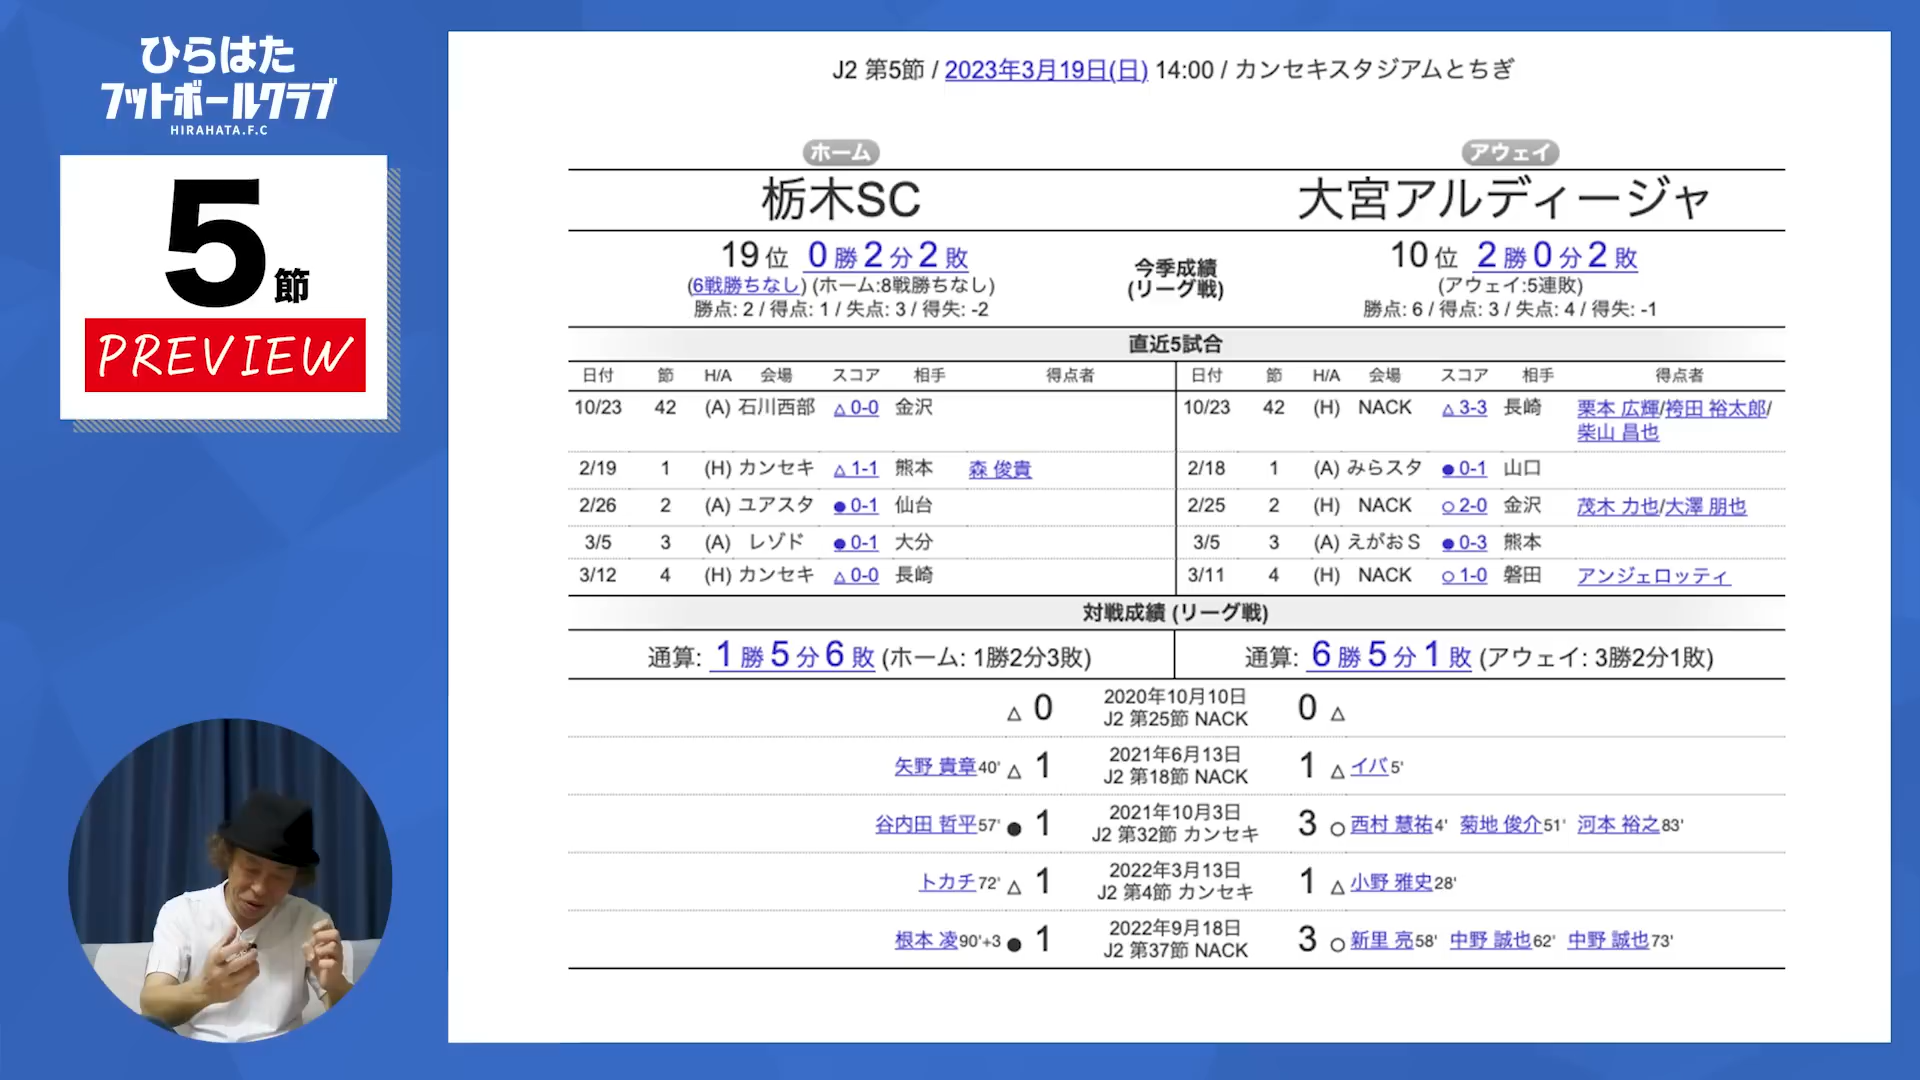 ひらはた
フットボールクラブ
HIRAHATA.F.C
5節
PREVIEW
J2 第5節 / 2023年3月19日(日) 14:00 / カンセキスタジアムとちぎ
ホーム アウェイ
栃木SC 大宮アルディージャ
19位 0勝2分2敗 今季成績 (リーグ戦) 10位 2勝0分2敗
(6戦勝ちなし) (ホーム:8戦勝ちなし) (アウェイ:5連敗)
勝点: 2 / 得点: 1 / 失点: 3 / 得失: -2 勝点: 6 / 得点: 3 / 失点: 4 / 得失: -1
直近5試合
日付 節 H/A 会場 スコア 相手 得点者 日付 節 H/A 会場 スコア 相手 得点者
10/23 42 (A) 石川西部 △0-0 金沢 10/23 42 (H) NACK △3-3 長崎 栗本 広輝/袴田 裕太郎/
柴山 昌也
2/19 1 (H) カンセキ △1-1 熊本 森 俊貴 2/18 1 (A) みらスタ ●0-1 山口
2/26 2 (A) ユアスタ ●0-1 仙台 2/25 2 (H) NACK ○2-0 金沢 茂木 力也/大澤 朋也
3/5 3 (A) レゾド ●0-1 大分 3/5 3 (A) えがおS ●0-3 熊本
3/12 4 (H) カンセキ △0-0 長崎 3/11 4 (H) NACK ○1-0 磐田 アンジェロッティ
対戦成績 (リーグ戦)
通算: 1勝5分6敗 (ホーム: 1勝2分3敗) 通算: 6勝5分1敗 (アウェイ: 3勝2分1敗)
△ 0 2020年10月10日 0 △
J2 第25節 NACK
矢野 貴章40' △ 1 2021年6月13日 1 △ イバ5'
J2 第18節 NACK
谷内田 哲平57' ● 1 2021年10月3日 3 ○ 西村 慧祐4' 菊地 俊介51' 河本 裕之83'
J2 第32節 カンセキ
トカチ72' △ 1 2022年3月13日 1 △ 小野 雅史28'
J2 第4節 カンセキ
根本 凌90'+3 ● 1 2022年9月18日 3 ○ 新里 亮58' 中野 誠也62' 中野 誠也73'
J2 第37節 NACK